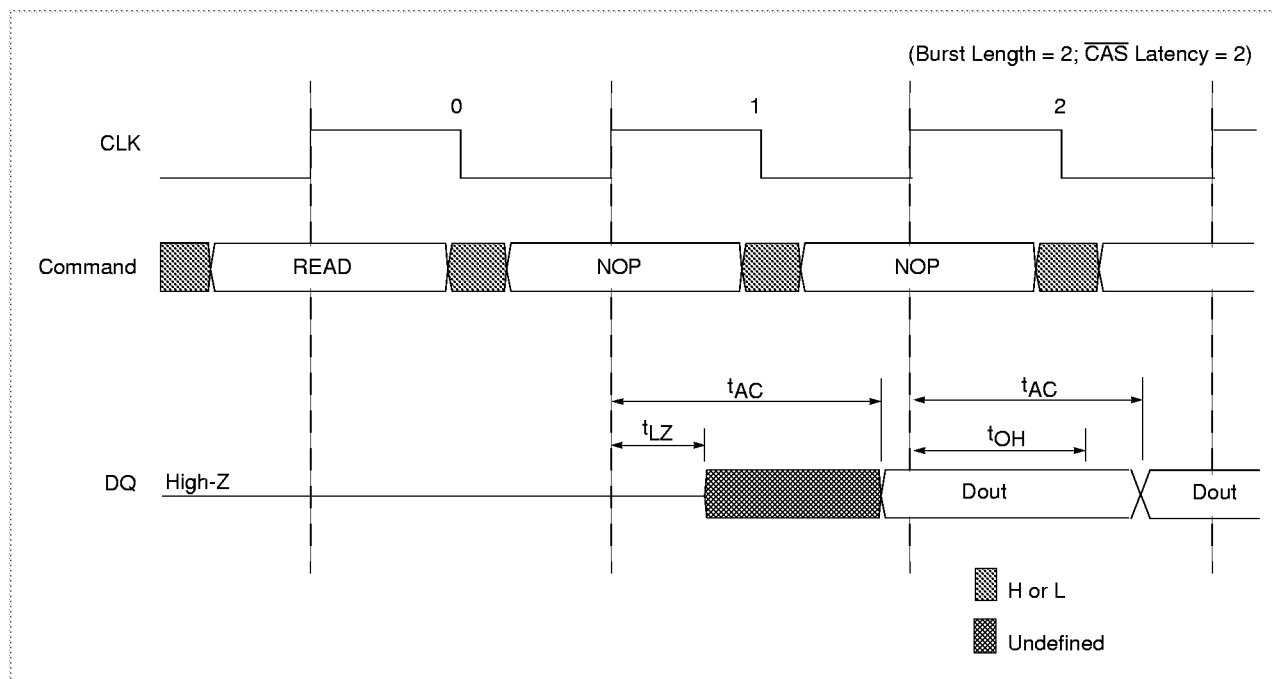 (Burst Length = 2; CAS Latency = 2)
0 1 2
CLK
Command READ NOP NOP
tAC tAC
tLZ tOH
DQ High-Z Dout Dout
H or L
Undefined